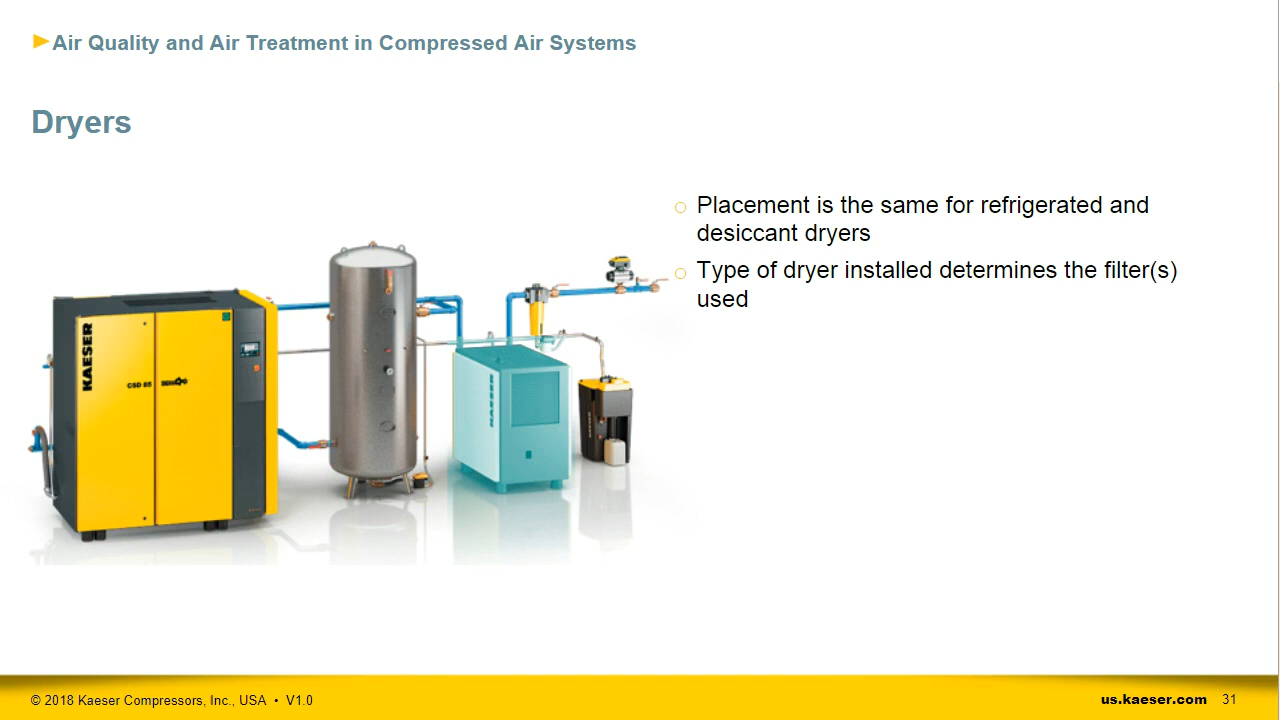 Air Quality and Air Treatment in Compressed Air Systems
Dryers
Placement is the same for refrigerated and
desiccant dryers
Type of dryer installed determines the filter(s)
used
KAESER
CSD 85
KAESER
© 2018 Kaeser Compressors, Inc., USA • V1.0
us.kaeser.com 31